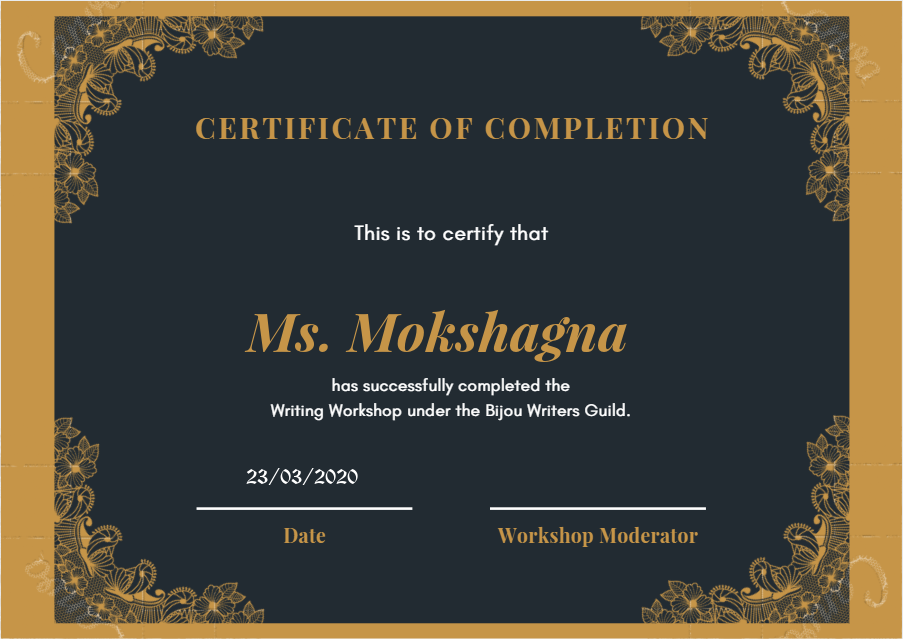 CERTIFICATE OF COMPLETION
This is to certify that
Ms. Mokshagna
has successfully completed the
Writing Workshop under the Bijou Writers Guild.
23/03/2020
Date
Workshop Moderator